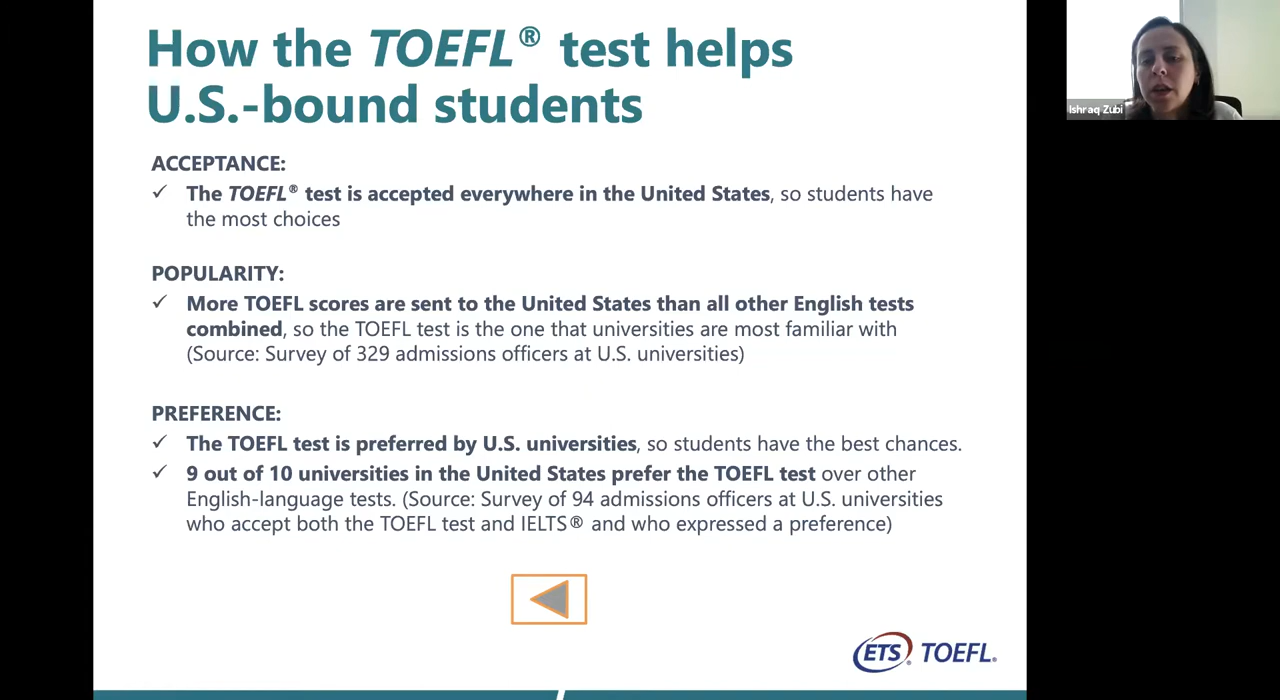 How the TOEFL® test helps
U.S.-bound students
Ishraq Zubi
ACCEPTANCE:
✓ The TOEFL® test is accepted everywhere in the United States, so students have
the most choices
POPULARITY:
✓ More TOEFL scores are sent to the United States than all other English tests
combined, so the TOEFL test is the one that universities are most familiar with
(Source: Survey of 329 admissions officers at U.S. universities)
PREFERENCE:
✓ The TOEFL test is preferred by U.S. universities, so students have the best chances.
✓ 9 out of 10 universities in the United States prefer the TOEFL test over other
English-language tests. (Source: Survey of 94 admissions officers at U.S. universities
who accept both the TOEFL test and IELTS® and who expressed a preference)
ETS® TOEFL®